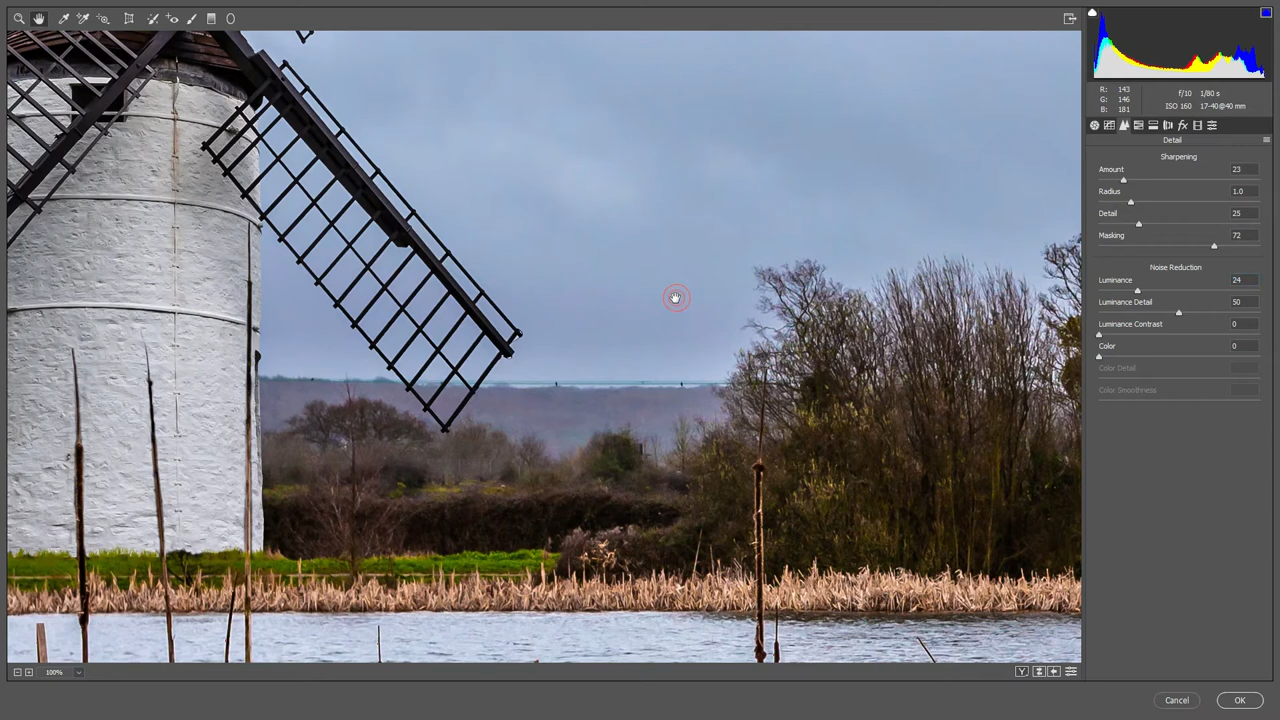 R: 143
G: 146
B: 181
f/10 1/80 s
ISO 160 17-40@40 mm
fx
Detail
Sharpening
Amount 23
Radius 1.0
Detail 25
Masking 72
Noise Reduction
Luminance 24
Luminance Detail 50
Luminance Contrast 0
Color 0
Color Detail
Color Smoothness
100%
Y
Cancel OK